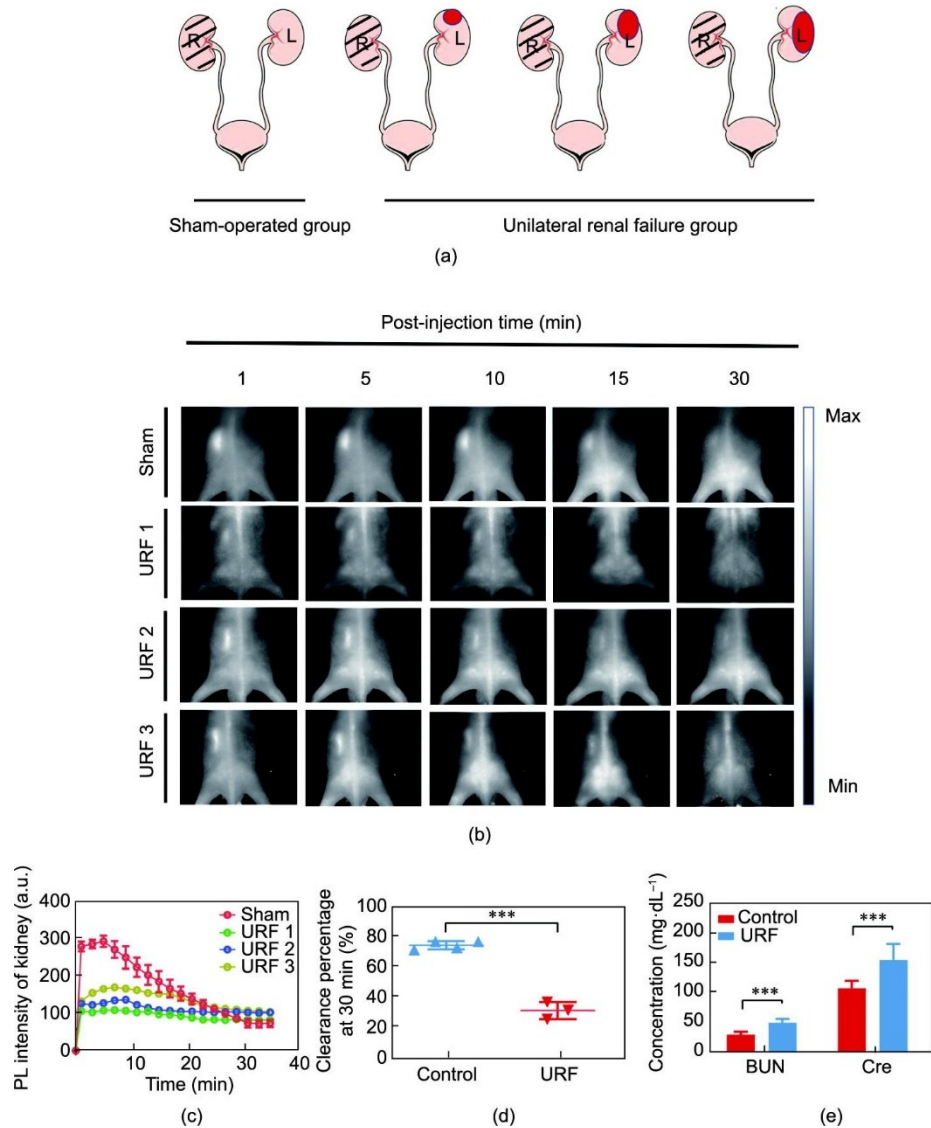 R L R L R L R L
Sham-operated group Unilateral renal failure group
(a)
Post-injection time (min)
1 5 10 15 30
Max
Sham
URF 1
URF 2
URF 3
Min
(b)
PL intensity of kidney (a.u.)
400
300
200
100
0
Sham
URF 1
URF 2
URF 3
0 10 20 30 40
Time (min)
(c)
Clearance percentage
at 30 min (%)
100
80
60
40
20
0
***
Control URF
(d)
Concentration (mg·dL⁻¹)
250
200
150
100
50
0
Control
URF
***
***
BUN Cre
(e)